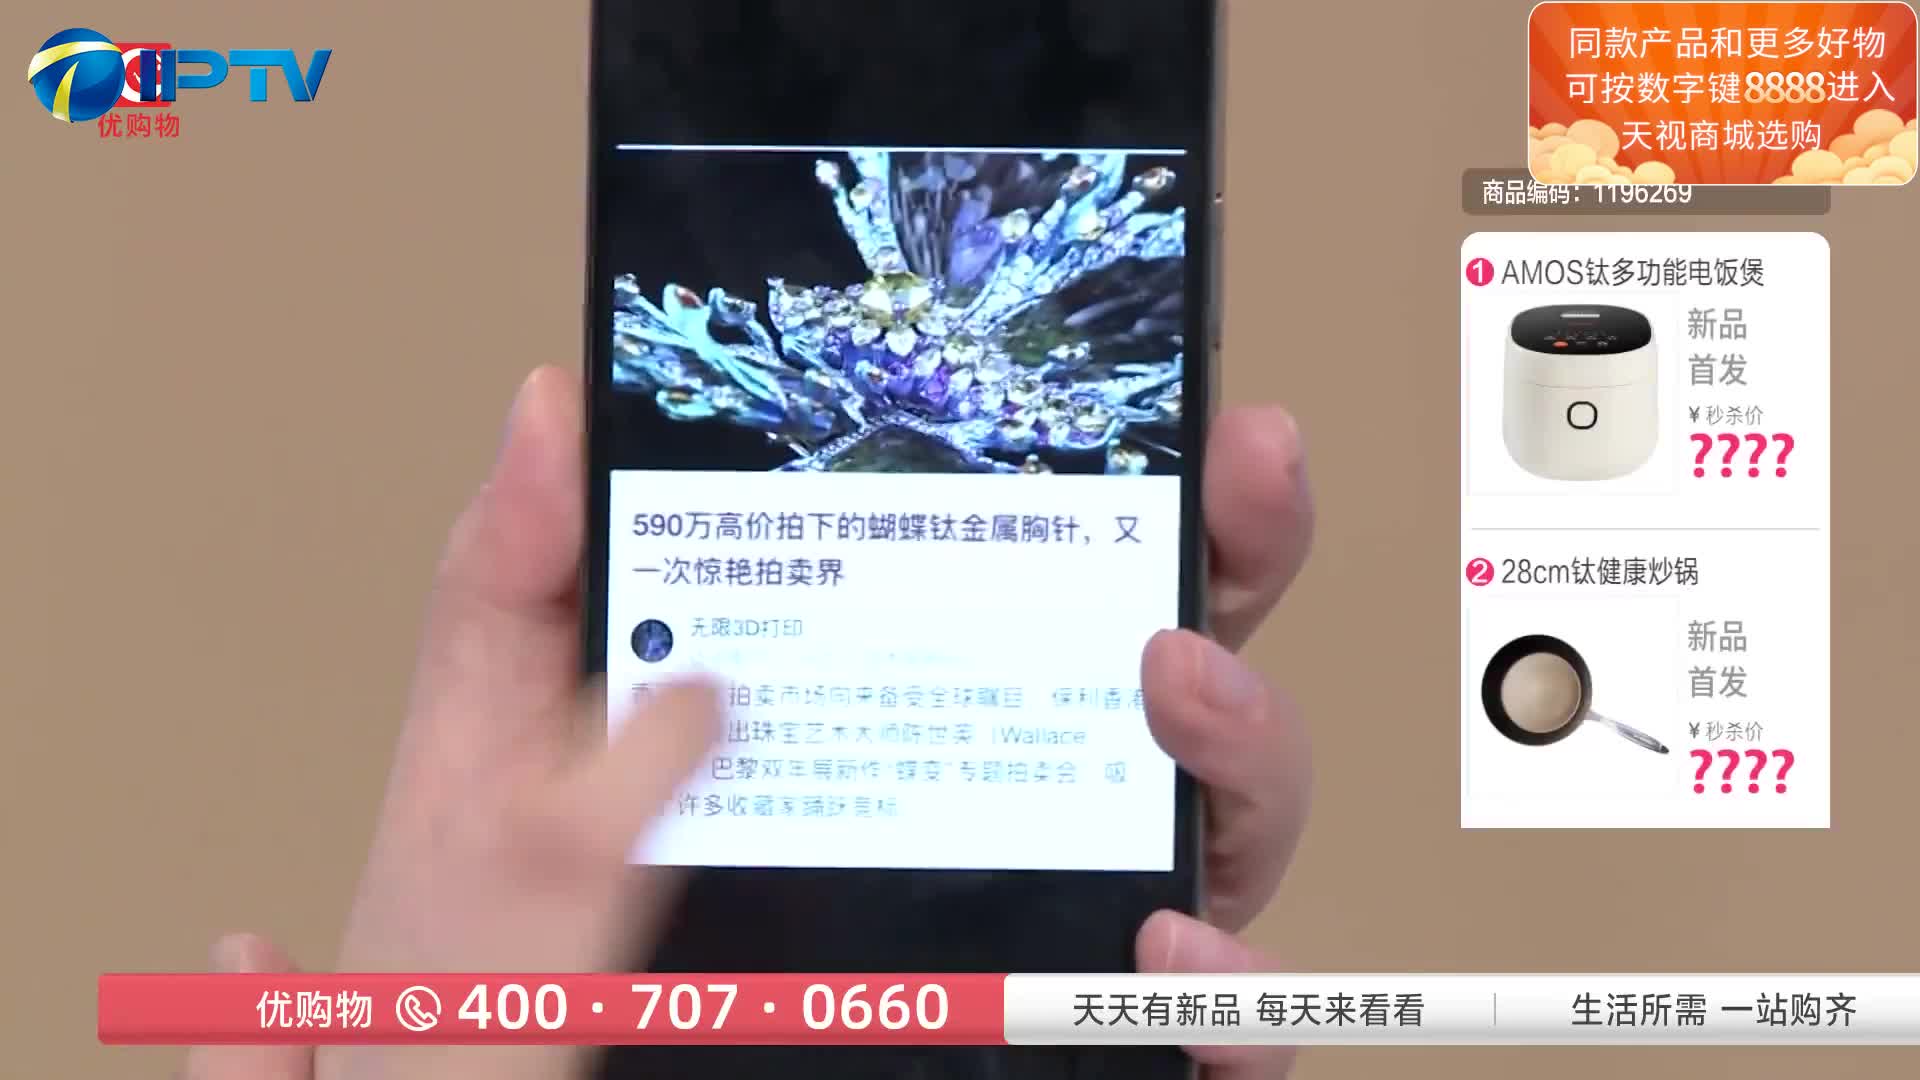 IPTV
优购物
同款产品和更多好物
可按数字键8888进入
天视商城选购
商品编码：1196269
1 AMOS钛多功能电饭煲
新品
首发
¥ 秒杀价
????
2 28cm钛健康炒锅
新品
首发
¥ 秒杀价
????
590万高价拍下的蝴蝶钛金属胸针，又
一次惊艳拍卖界
无限3D打印
拍卖市场向来备受全球瞩目 保利香港
出珠宝艺术大师陈世英（Wallace
巴黎双年展新作“蝶变”专题拍卖会
许多收藏家踊跃竞标
优购物 400·707·0660
天天有新品 每天来看看
生活所需 一站购齐